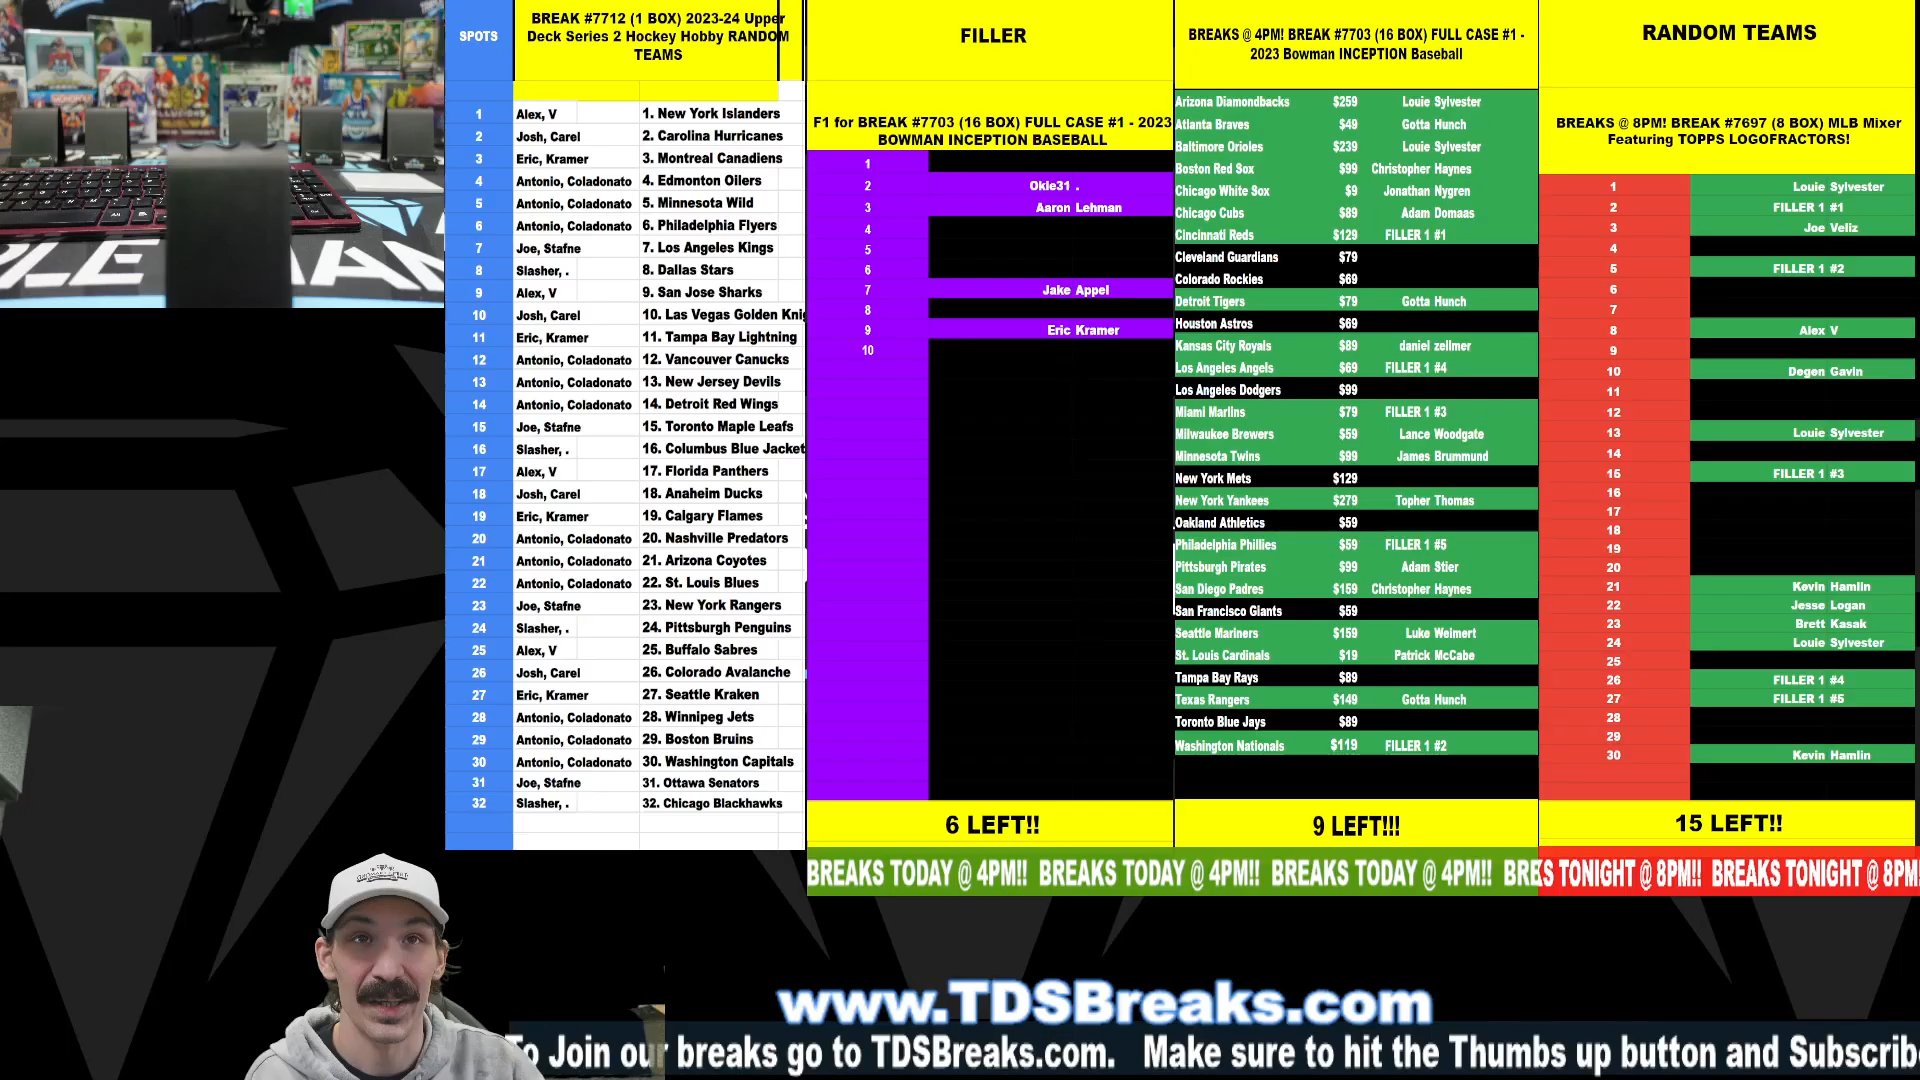 SPOTS
BREAK #7712 (1 BOX) 2023-24 Upper
Deck Series 2 Hockey Hobby RANDOM
TEAMS
1 Alex, V 1. New York Islanders
2 Josh, Carel 2. Carolina Hurricanes
3 Eric, Kramer 3. Montreal Canadiens
4 Antonio, Coladonato 4. Edmonton Oilers
5 Antonio, Coladonato 5. Minnesota Wild
6 Antonio, Coladonato 6. Philadelphia Flyers
7 Joe, Stafne 7. Los Angeles Kings
8 Slasher, . 8. Dallas Stars
9 Alex, V 9. San Jose Sharks
10 Josh, Carel 10. Las Vegas Golden Knig
11 Eric, Kramer 11. Tampa Bay Lightning
12 Antonio, Coladonato 12. Vancouver Canucks
13 Antonio, Coladonato 13. New Jersey Devils
14 Antonio, Coladonato 14. Detroit Red Wings
15 Joe, Stafne 15. Toronto Maple Leafs
16 Slasher, . 16. Columbus Blue Jacket
17 Alex, V 17. Florida Panthers
18 Josh, Carel 18. Anaheim Ducks
19 Eric, Kramer 19. Calgary Flames
20 Antonio, Coladonato 20. Nashville Predators
21 Antonio, Coladonato 21. Arizona Coyotes
22 Antonio, Coladonato 22. St. Louis Blues
23 Joe, Stafne 23. New York Rangers
24 Slasher, . 24. Pittsburgh Penguins
25 Alex, V 25. Buffalo Sabres
26 Josh, Carel 26. Colorado Avalanche
27 Eric, Kramer 27. Seattle Kraken
28 Antonio, Coladonato 28. Winnipeg Jets
29 Antonio, Coladonato 29. Boston Bruins
30 Antonio, Coladonato 30. Washington Capitals
31 Joe, Stafne 31. Ottawa Senators
32 Slasher, . 32. Chicago Blackhawks
FILLER
F1 for BREAK #7703 (16 BOX) FULL CASE #1 - 2023
BOWMAN INCEPTION BASEBALL
1
2 Okie31 .
3 Aaron Lehman
4
5
6
7 Jake Appel
8
9 Eric Kramer
10
6 LEFT!!
BREAKS @ 4PM! BREAK #7703 (16 BOX) FULL CASE #1 -
2023 Bowman INCEPTION Baseball
Arizona Diamondbacks $259 Louie Sylvester
Atlanta Braves $49 Gotta Hunch
Baltimore Orioles $239 Louie Sylvester
Boston Red Sox $99 Christopher Haynes
Chicago White Sox $9 Jonathan Nygren
Chicago Cubs $89 Adam Domaas
Cincinnati Reds $129 FILLER 1 #1
Cleveland Guardians $79
Colorado Rockies $69
Detroit Tigers $79 Gotta Hunch
Houston Astros $69
Kansas City Royals $89 daniel zellmer
Los Angeles Angels $69 FILLER 1 #4
Los Angeles Dodgers $99
Miami Marlins $79 FILLER 1 #3
Milwaukee Brewers $59 Lance Woodgate
Minnesota Twins $99 James Brummund
New York Mets $129
New York Yankees $279 Topher Thomas
Oakland Athletics $59
Philadelphia Phillies $59 FILLER 1 #5
Pittsburgh Pirates $99 Adam Stier
San Diego Padres $159 Christopher Haynes
San Francisco Giants $59
Seattle Mariners $159 Luke Weimert
St. Louis Cardinals $19 Patrick McCabe
Tampa Bay Rays $89
Texas Rangers $149 Gotta Hunch
Toronto Blue Jays $89
Washington Nationals $119 FILLER 1 #2
9 LEFT!!!
RANDOM TEAMS
BREAKS @ 8PM! BREAK #7697 (8 BOX) MLB Mixer
Featuring TOPPS LOGOFRACTORS!
1 Louie Sylvester
2 FILLER 1 #1
3 Joe Veliz
4
5 FILLER 1 #2
6
7
8 Alex V
9
10 Degen Gavin
11
12
13 Louie Sylvester
14
15 FILLER 1 #3
16
17
18
19
20
21 Kevin Hamlin
22 Jesse Logan
23 Brett Kasak
24 Louie Sylvester
25
26 FILLER 1 #4
27 FILLER 1 #5
28
29
30 Kevin Hamlin
15 LEFT!!
BREAKS TODAY @ 4PM!! BREAKS TODAY @ 4PM!! BREAKS TODAY @ 4PM!! BRE
KS TONIGHT @ 8PM!! BREAKS TONIGHT @ 8PM!
www.TDSBreaks.com
To Join our breaks go to TDSBreaks.com. Make sure to hit the Thumbs up button and Subscribe